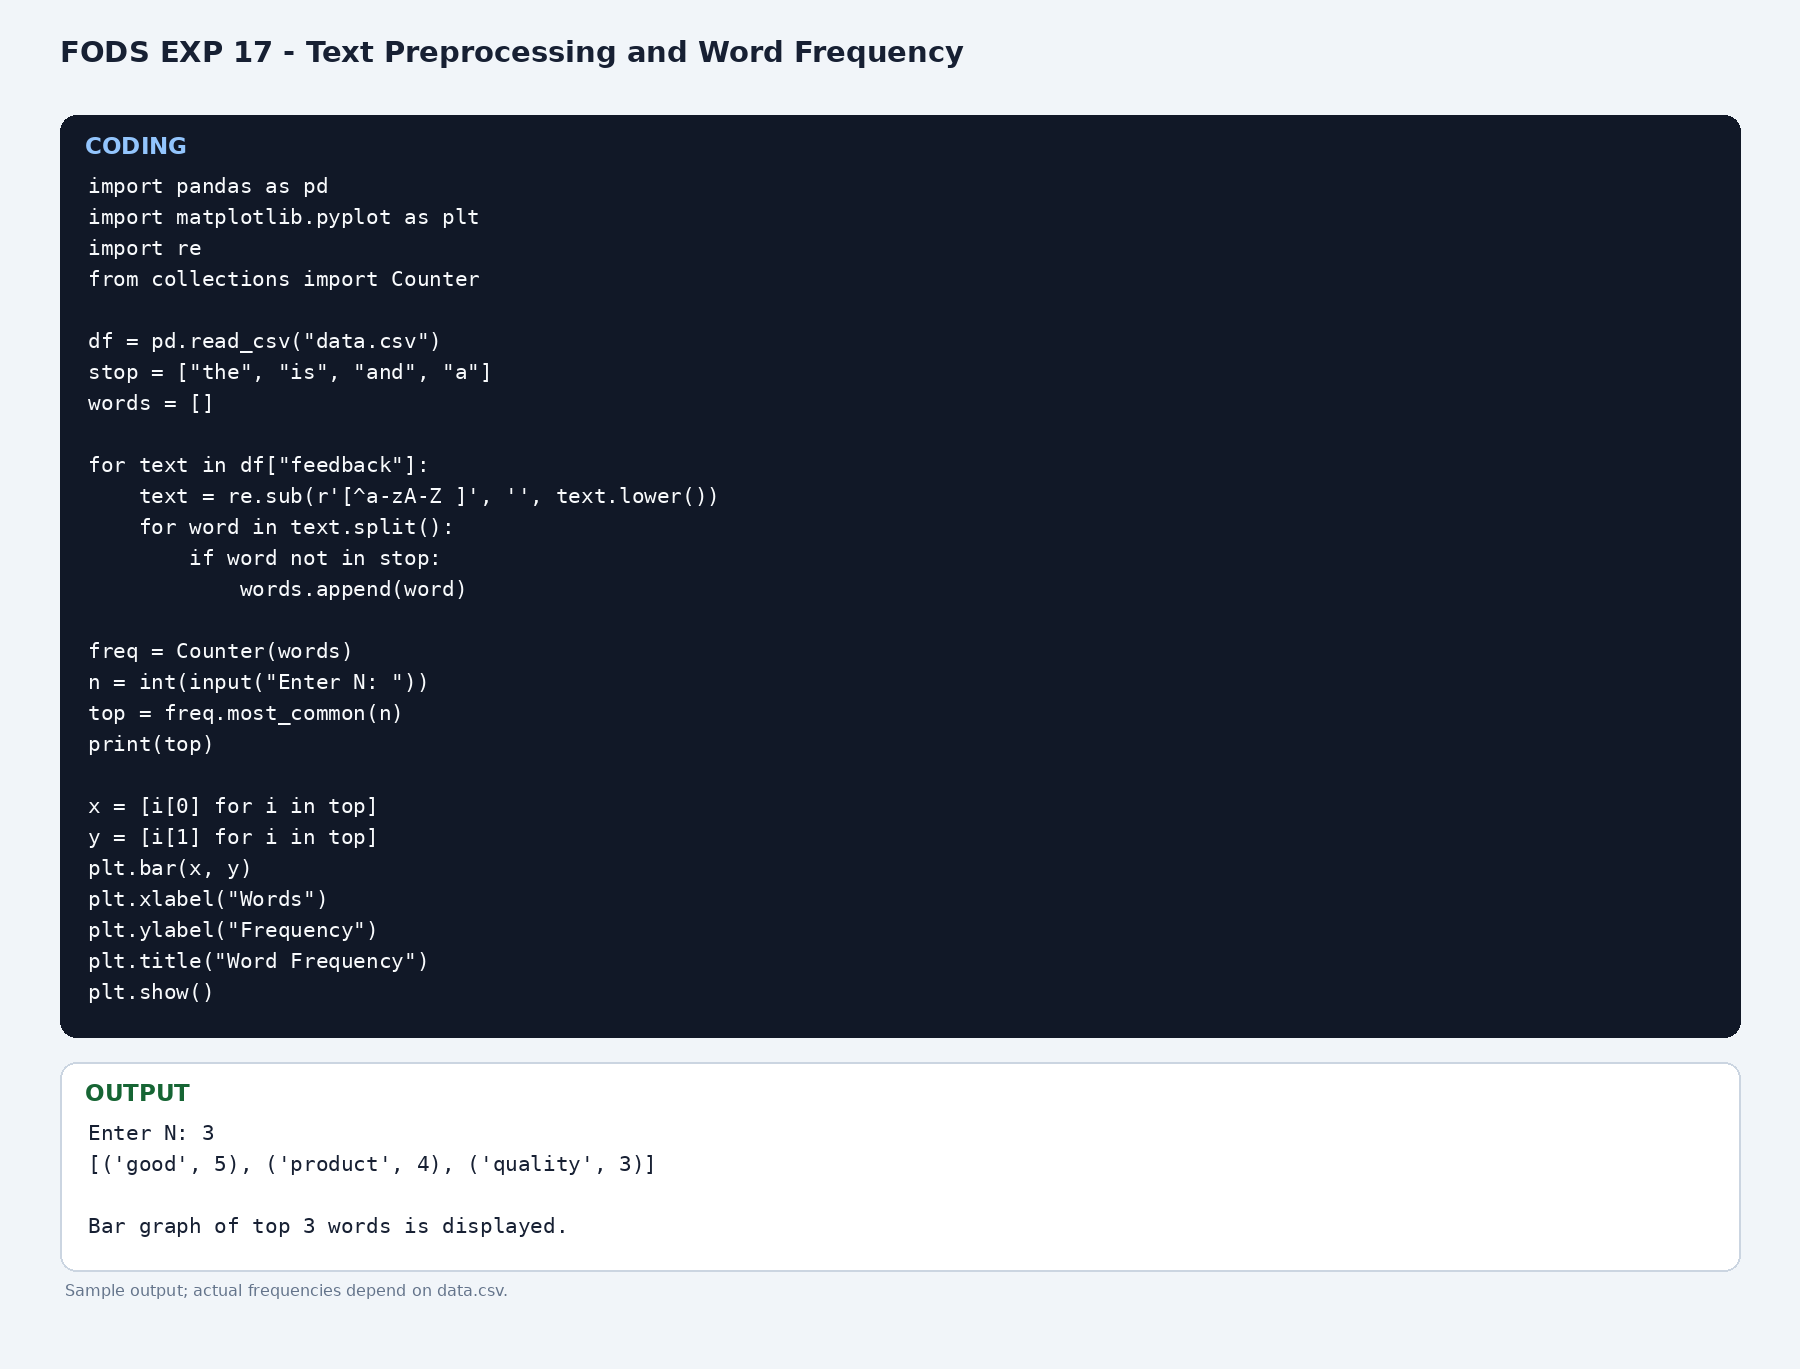 FODS EXP 17 - Text Preprocessing and Word Frequency
CODING
import pandas as pd
import matplotlib.pyplot as plt
import re
from collections import Counter

df = pd.read_csv("data.csv")
stop = ["the", "is", "and", "a"]
words = []

for text in df["feedback"]:
    text = re.sub(r'[^a-zA-Z ]', '', text.lower())
    for word in text.split():
        if word not in stop:
            words.append(word)

freq = Counter(words)
n = int(input("Enter N: "))
top = freq.most_common(n)
print(top)

x = [i[0] for i in top]
y = [i[1] for i in top]
plt.bar(x, y)
plt.xlabel("Words")
plt.ylabel("Frequency")
plt.title("Word Frequency")
plt.show()
OUTPUT
Enter N: 3
[('good', 5), ('product', 4), ('quality', 3)]

Bar graph of top 3 words is displayed.
Sample output; actual frequencies depend on data.csv.